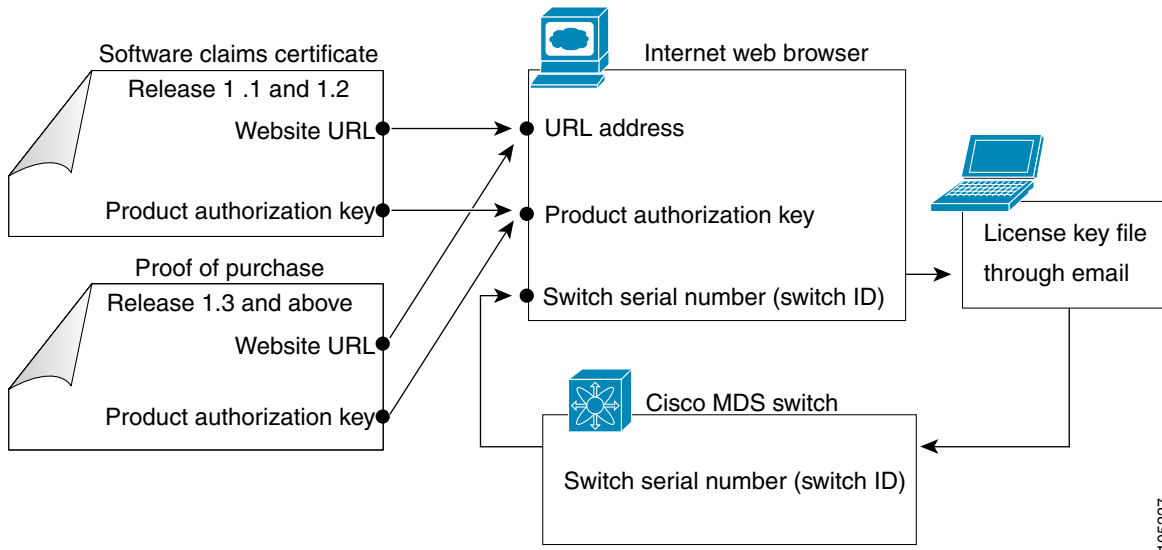 Software claims certificate
Release 1 .1 and 1.2
Website URL
Product authorization key
Proof of purchase
Release 1.3 and above
Website URL
Product authorization key
Internet web browser
URL address
Product authorization key
Switch serial number (switch ID)
License key file
through email
Cisco MDS switch
Switch serial number (switch ID)